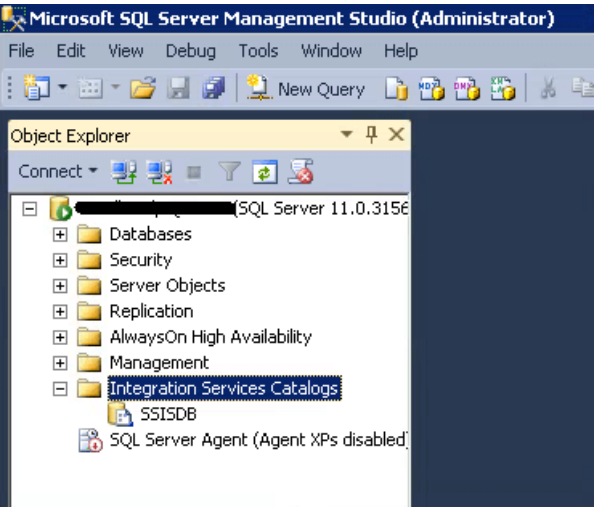 Microsoft SQL Server Management Studio (Administrator)
File Edit View Debug Tools Window Help
New Query
Object Explorer
Connect
(SQL Server 11.0.3156
Databases
Security
Server Objects
Replication
AlwaysOn High Availability
Management
Integration Services Catalogs
SSISDB
SQL Server Agent (Agent XPs disabled)